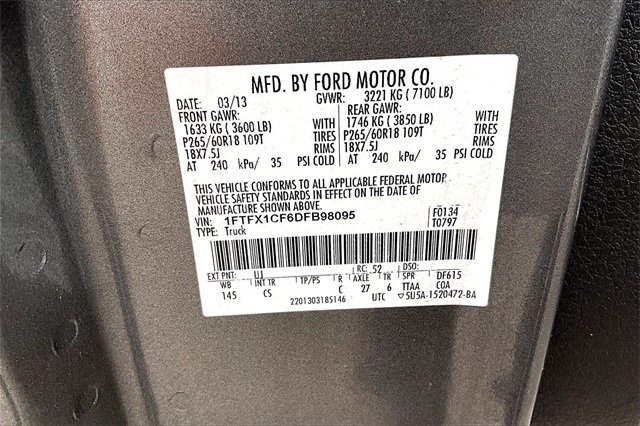 MFD. BY FORD MOTOR CO.
DATE: 03/13 GVWR: 3221 KG ( 7100 LB)
FRONT GAWR: REAR GAWR:
1633 KG ( 3600 LB) WITH 1746 KG ( 3850 LB) WITH
P265/60R18 109T TIRES P265/60R18 109T TIRES
18X7.5J RIMS 18X7.5J RIMS
AT 240 kPa/ 35 PSI COLD AT 240 kPa/ 35 PSI COLD
THIS VEHICLE CONFORMS TO ALL APPLICABLE FEDERAL MOTOR
VEHICLE SAFETY STANDARDS IN EFFECT ON THE DATE OF
MANUFACTURE SHOWN ABOVE.
VIN: 1FTFX1CF6DFB98095 F0134
TYPE: Truck T0797
EXT PNT: UJ RC: 52 DSO: DF615
WB INT TR TP/PS R AXLE TR SPR COA
145 CS C 27 6 TTAA
2201303185146 UTC ▽5U5A-1520472-BA